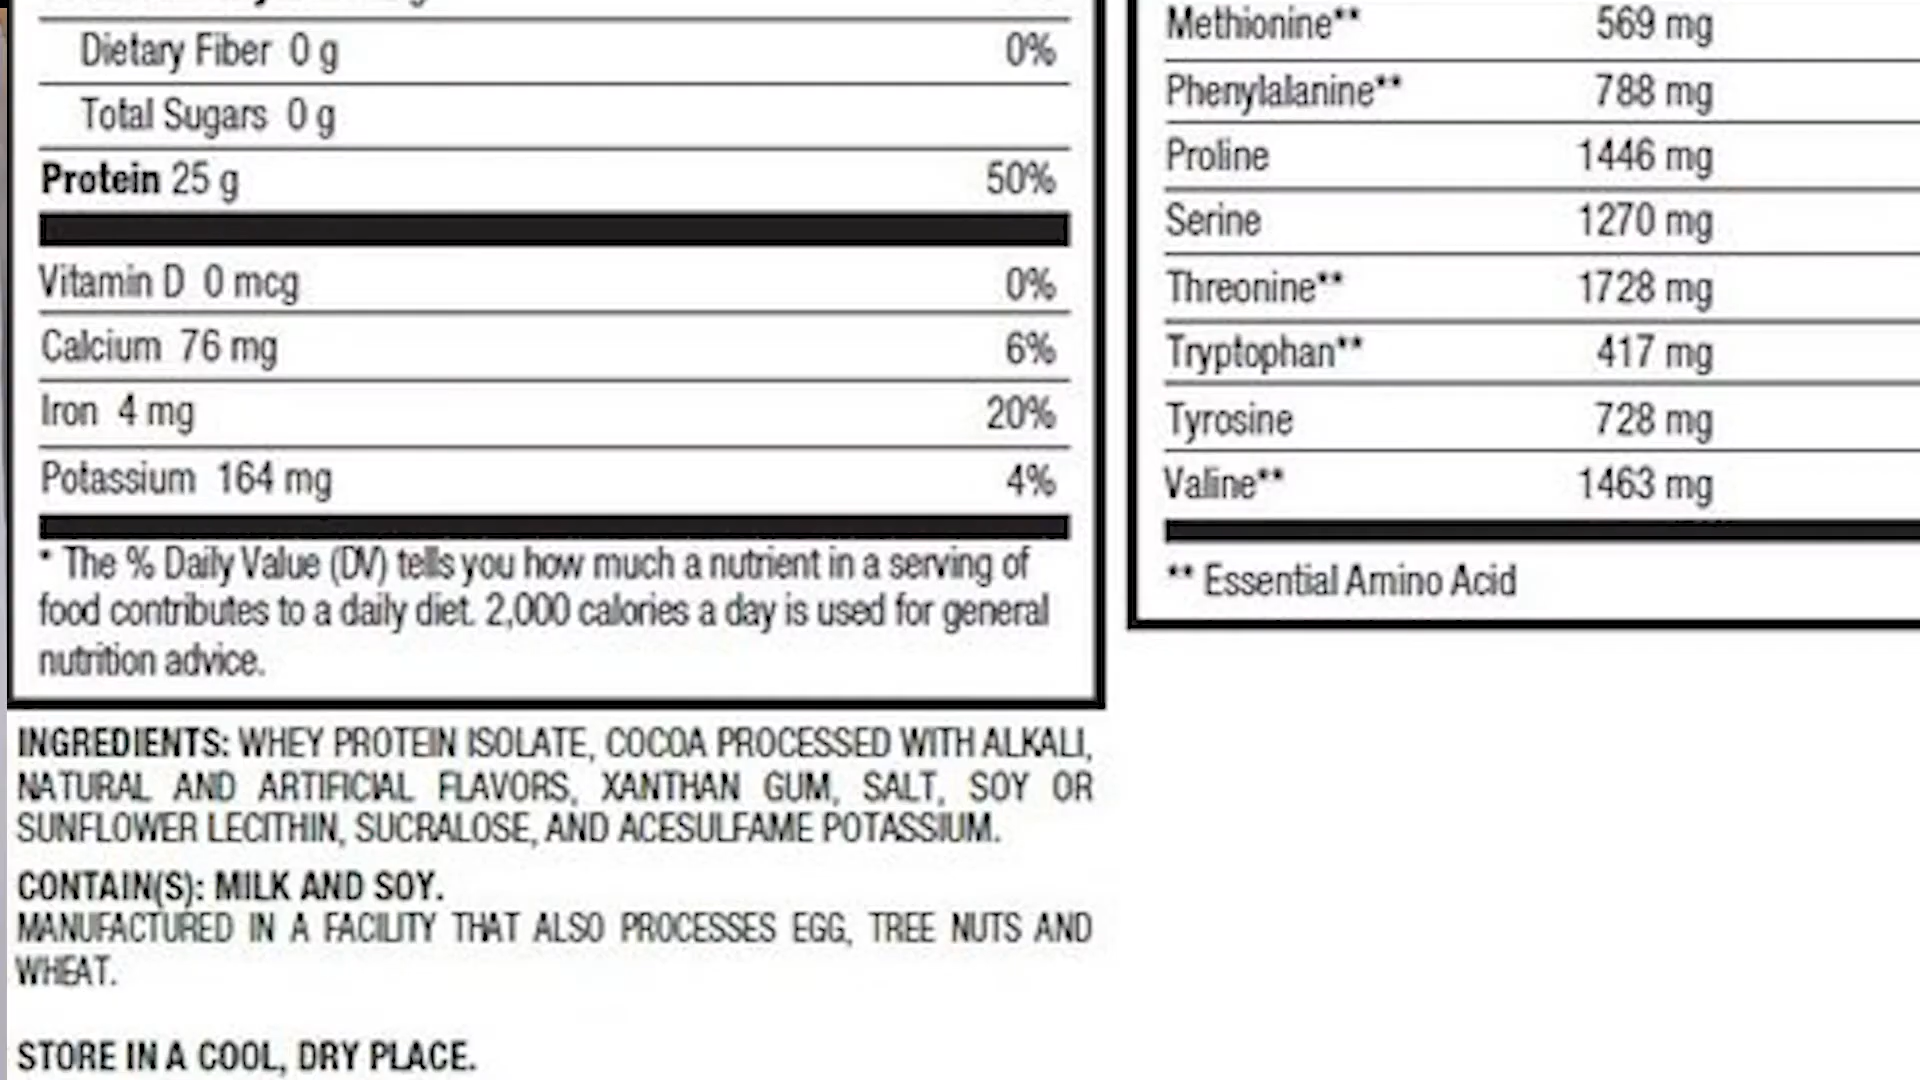 Dietary Fiber 0 g 0%
Total Sugars 0 g
Protein 25 g 50%
Vitamin D 0 mcg 0%
Calcium 76 mg 6%
Iron 4 mg 20%
Potassium 164 mg 4%
* The % Daily Value (DV) tells you how much a nutrient in a serving of
food contributes to a daily diet. 2,000 calories a day is used for general
nutrition advice.
INGREDIENTS: WHEY PROTEIN ISOLATE, COCOA PROCESSED WITH ALKALI,
NATURAL AND ARTIFICIAL FLAVORS, XANTHAN GUM, SALT, SOY OR
SUNFLOWER LECITHIN, SUCRALOSE, AND ACESULFAME POTASSIUM.
CONTAIN(S): MILK AND SOY.
MANUFACTURED IN A FACILITY THAT ALSO PROCESSES EGG, TREE NUTS AND
WHEAT.
STORE IN A COOL, DRY PLACE.
Methionine** 569 mg
Phenylalanine** 788 mg
Proline 1446 mg
Serine 1270 mg
Threonine** 1728 mg
Tryptophan** 417 mg
Tyrosine 728 mg
Valine** 1463 mg
** Essential Amino Acid